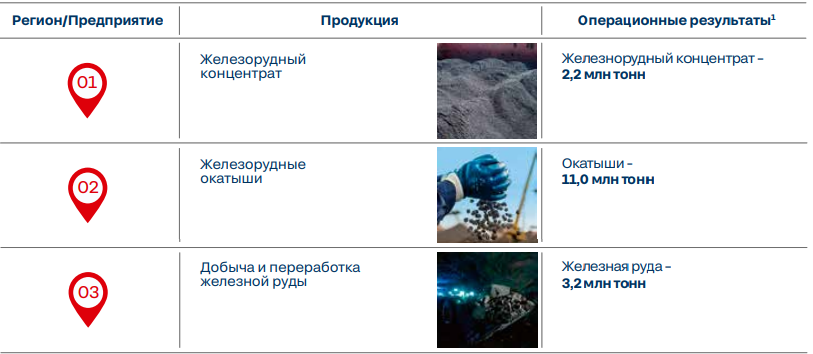 Регион/Предприятие
Продукция
Операционные результаты¹
01
Железорудный
концентрат
Железнорудный концентрат –
2,2 млн тонн
02
Железорудные
окатыши
Окатыши –
11,0 млн тонн
03
Добыча и переработка
железной руды
Железная руда –
3,2 млн тонн